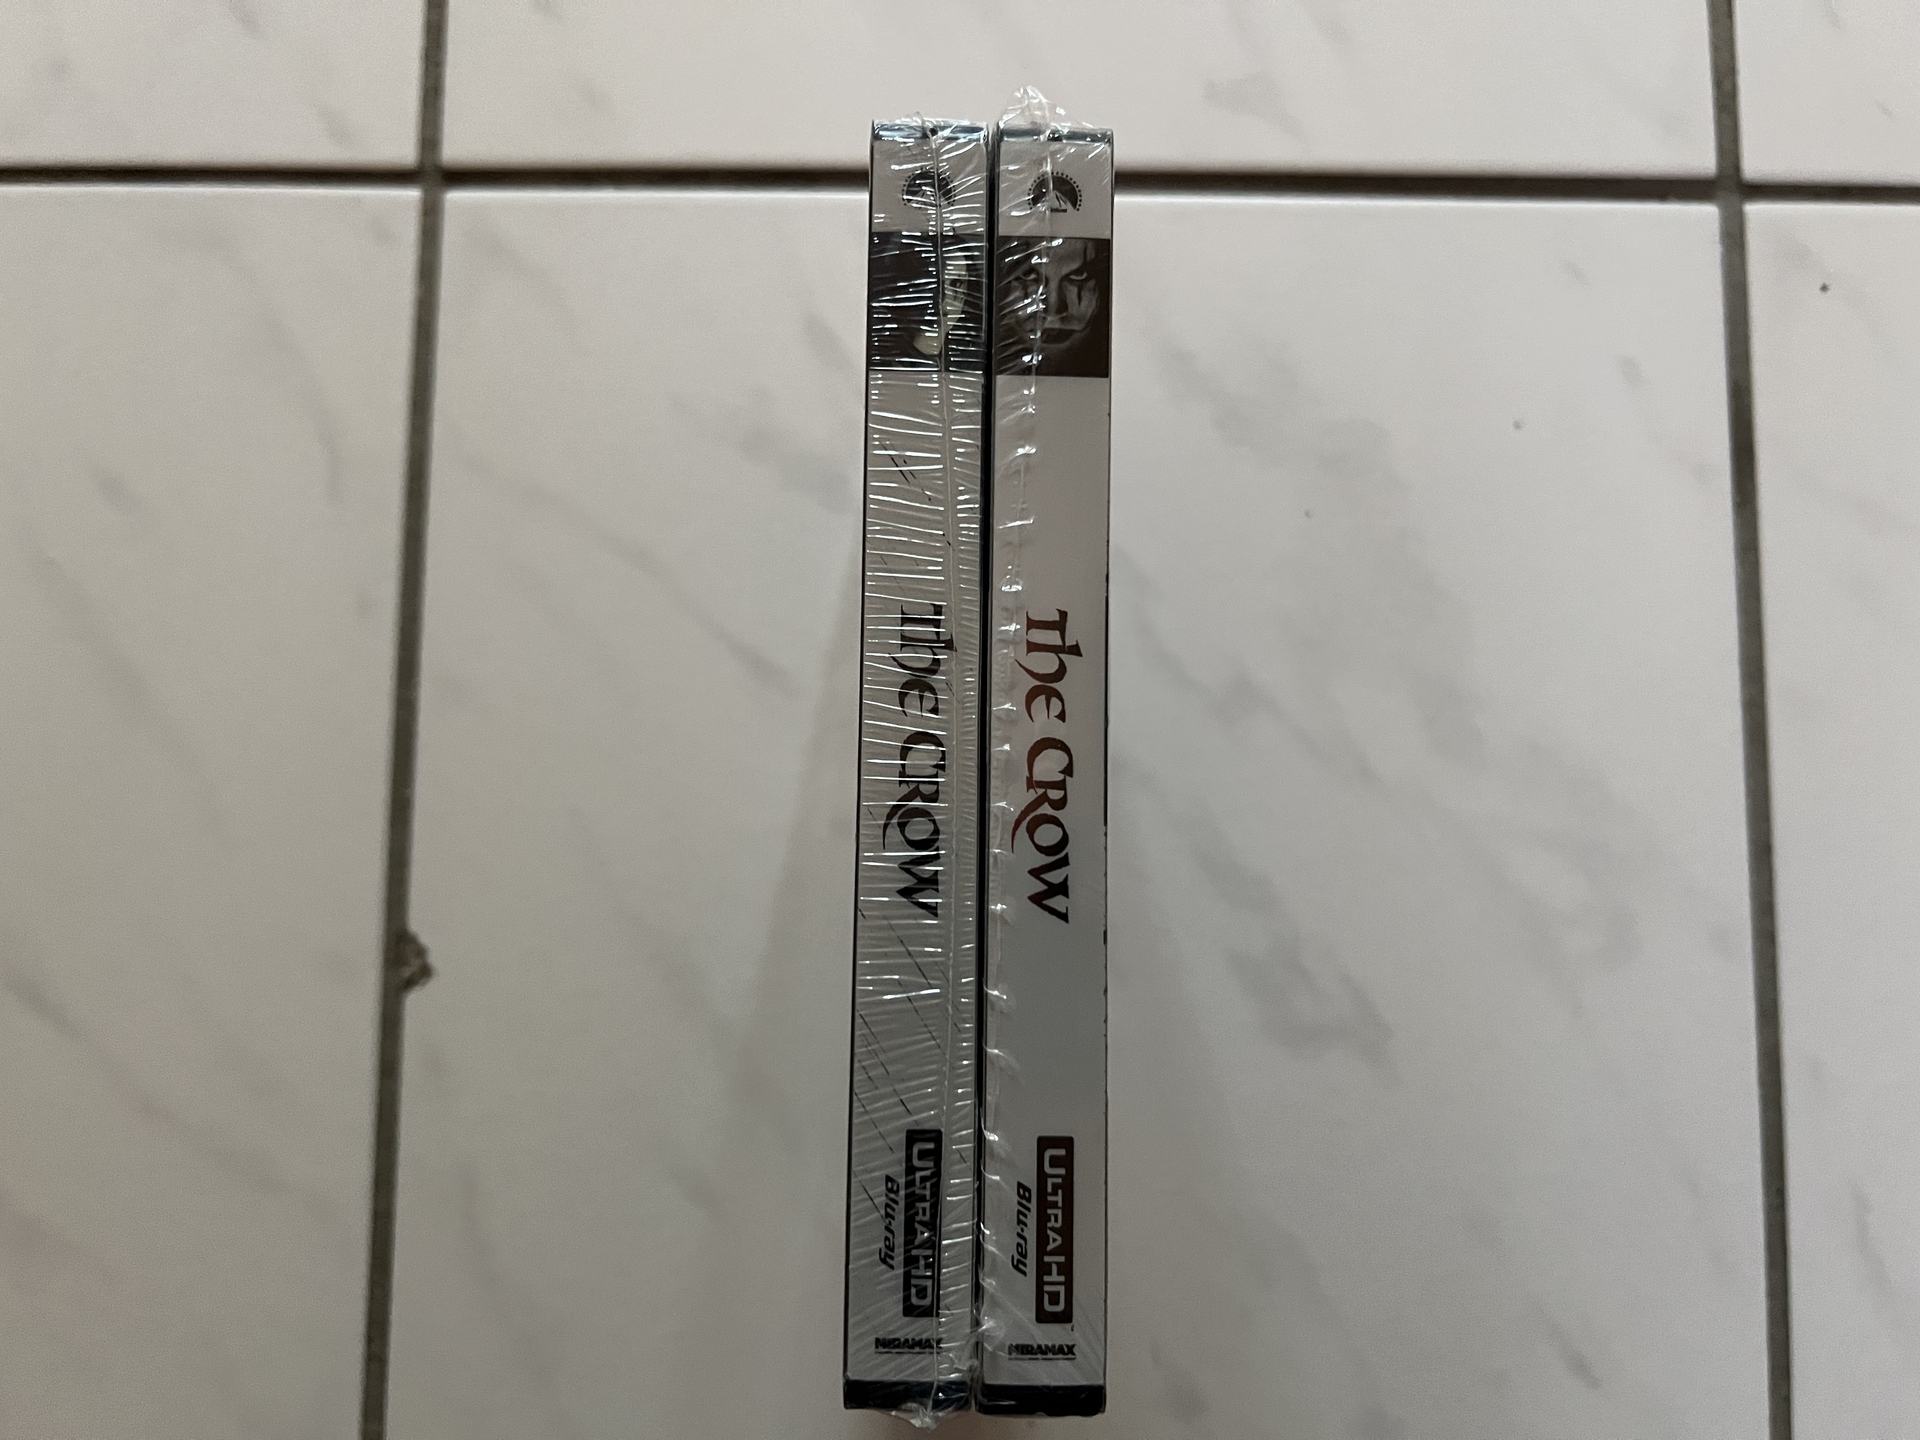 The Crow
ULTRA HD
Blu-ray
MIRAMAX
The Crow
ULTRA HD
Blu-ray
MIRAMAX